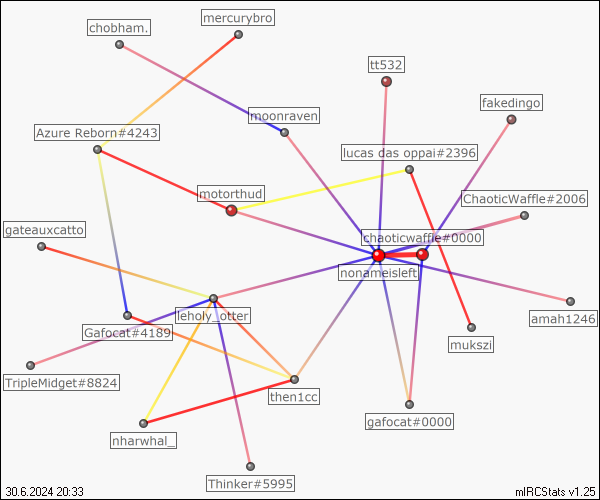 mercurybro
chobham.
tt532
fakedingo
moonraven
Azure Reborn#4243
lucas das oppai#2396
motorthud
ChaoticWaffle#2006
gateauxcatto
chaoticwaffle#0000
nonameisleft
leholy_otter
amah1246
Gafocat#4189
mukszi
TripleMidget#8824
then1cc
gafocat#0000
nharwhal_
Thinker#5995
30.6.2024 20:33
mIRCStats v1.25